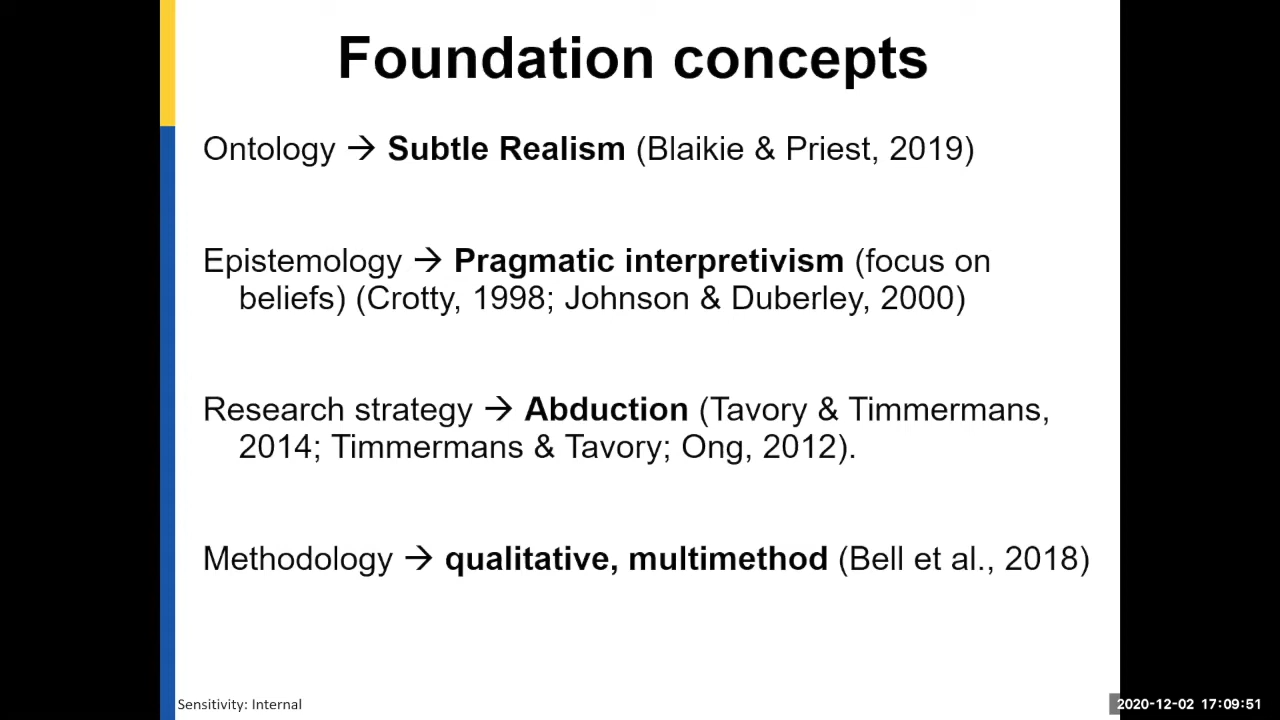 Foundation concepts
Ontology → Subtle Realism (Blaikie & Priest, 2019)
Epistemology → Pragmatic interpretivism (focus on
beliefs) (Crotty, 1998; Johnson & Duberley, 2000)
Research strategy → Abduction (Tavory & Timmermans,
2014; Timmermans & Tavory; Ong, 2012).
Methodology → qualitative, multimethod (Bell et al., 2018)
Sensitivity: Internal
2020-12-02 17:09:51